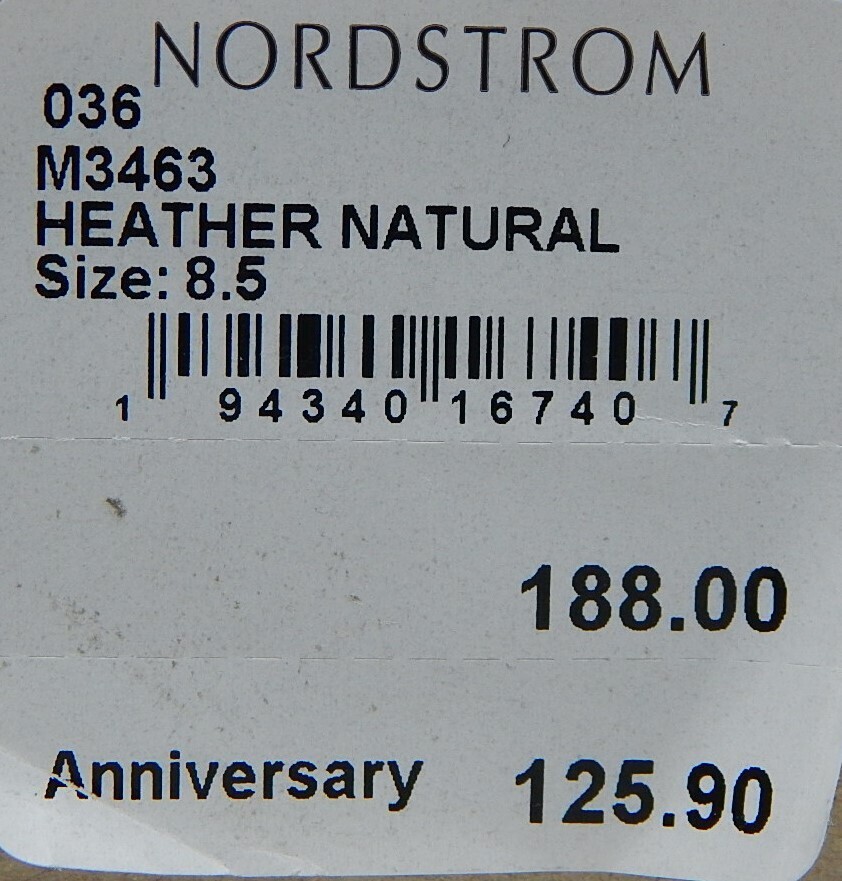 NORDSTROM
036
M3463
HEATHER NATURAL
Size: 8.5
1 94340 16740 7
188.00
Anniversary 125.90